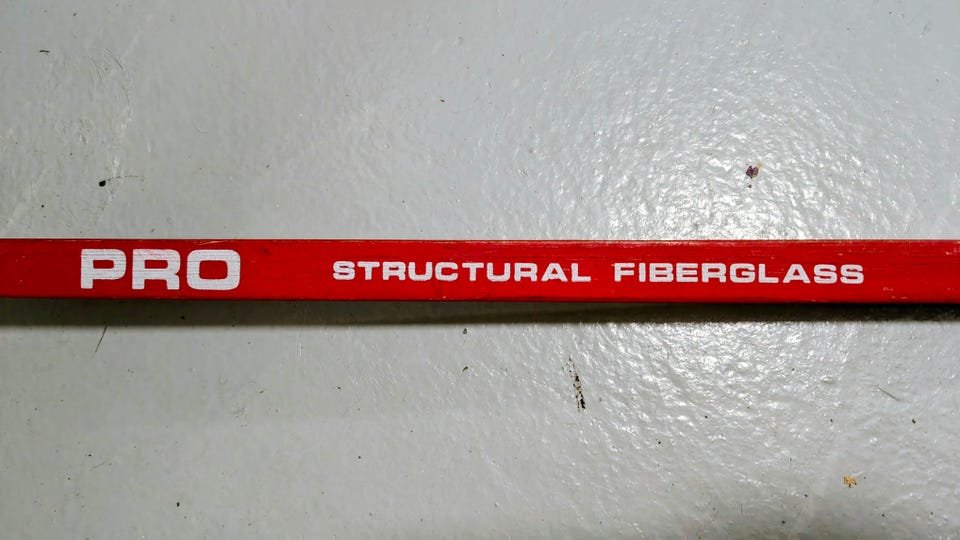 PRO STRUCTURAL FIBERGLASS